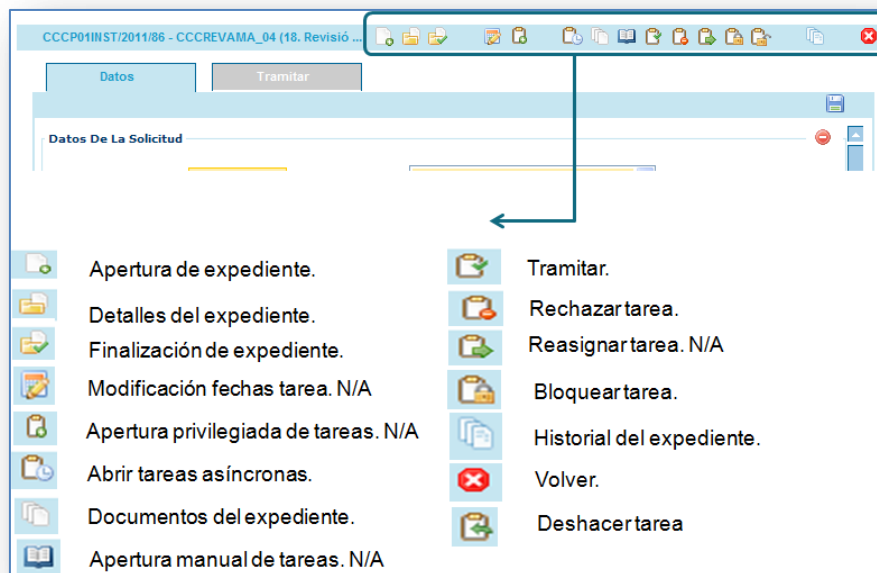 CCCP01INST/2011/86 - CCCREVAMA_04 (18. Revisió ...
Datos
Tramitar
Datos De La Solicitud
Apertura de expediente.
Detalles del expediente.
Finalización de expediente.
Modificación fechas tarea. N/A
Apertura privilegiada de tareas. N/A
Abrir tareas asíncronas.
Documentos del expediente.
Apertura manual de tareas. N/A
Tramitar.
Rechazar tarea.
Reasignar tarea. N/A
Bloquear tarea.
Historial del expediente.
Volver.
Deshacer tarea